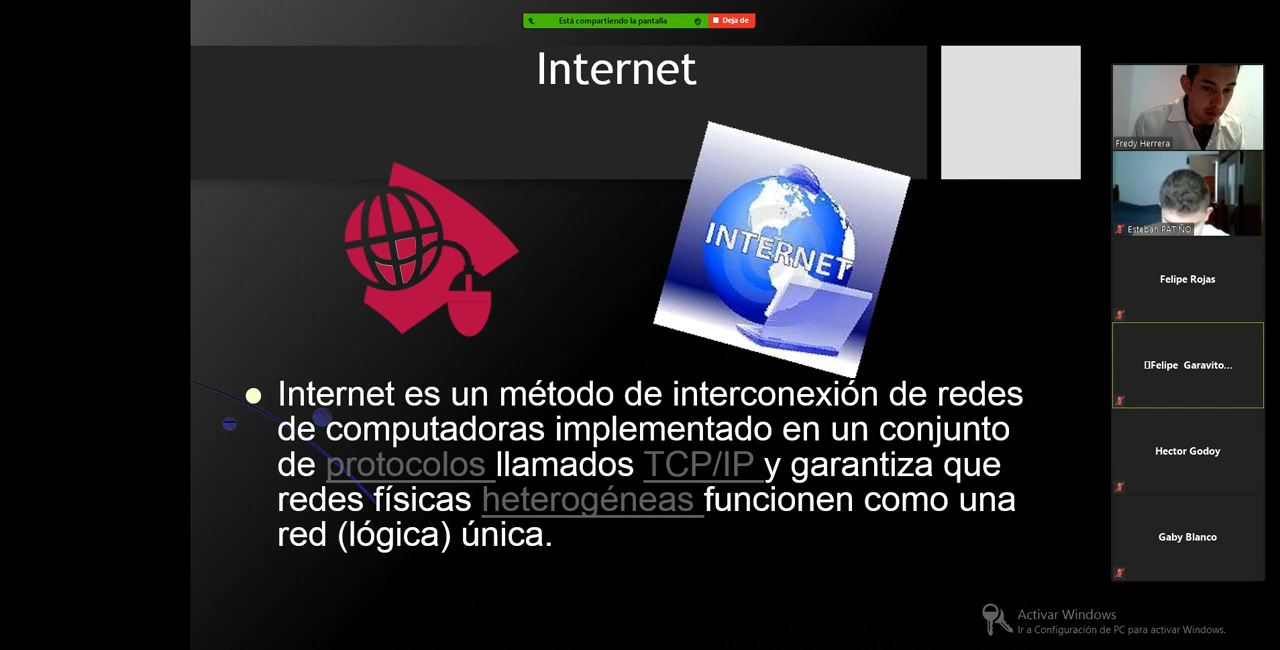 Está compartiendo la pantalla
Deja de
Internet
INTERNET
Internet es un método de interconexión de redes
de computadoras implementado en un conjunto
de protocolos llamados TCP/IP y garantiza que
redes físicas heterogéneas funcionen como una
red (lógica) única.
Fredy Herrera
Esteban PATIÑO
Felipe Rojas
Felipe Garavito...
Hector Godoy
Gaby Blanco
Activar Windows
Ir a Configuración de PC para activar Windows.